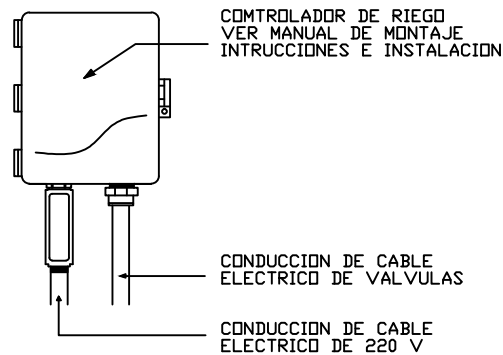 COMTROLADOR DE RIEGO
VER MANUAL DE MONTAJE
INTRUCCIONES E INSTALACION
CONDUCCION DE CABLE
ELECTRICO DE VALVULAS
CONDUCCION DE CABLE
ELECTRICO DE 220 V